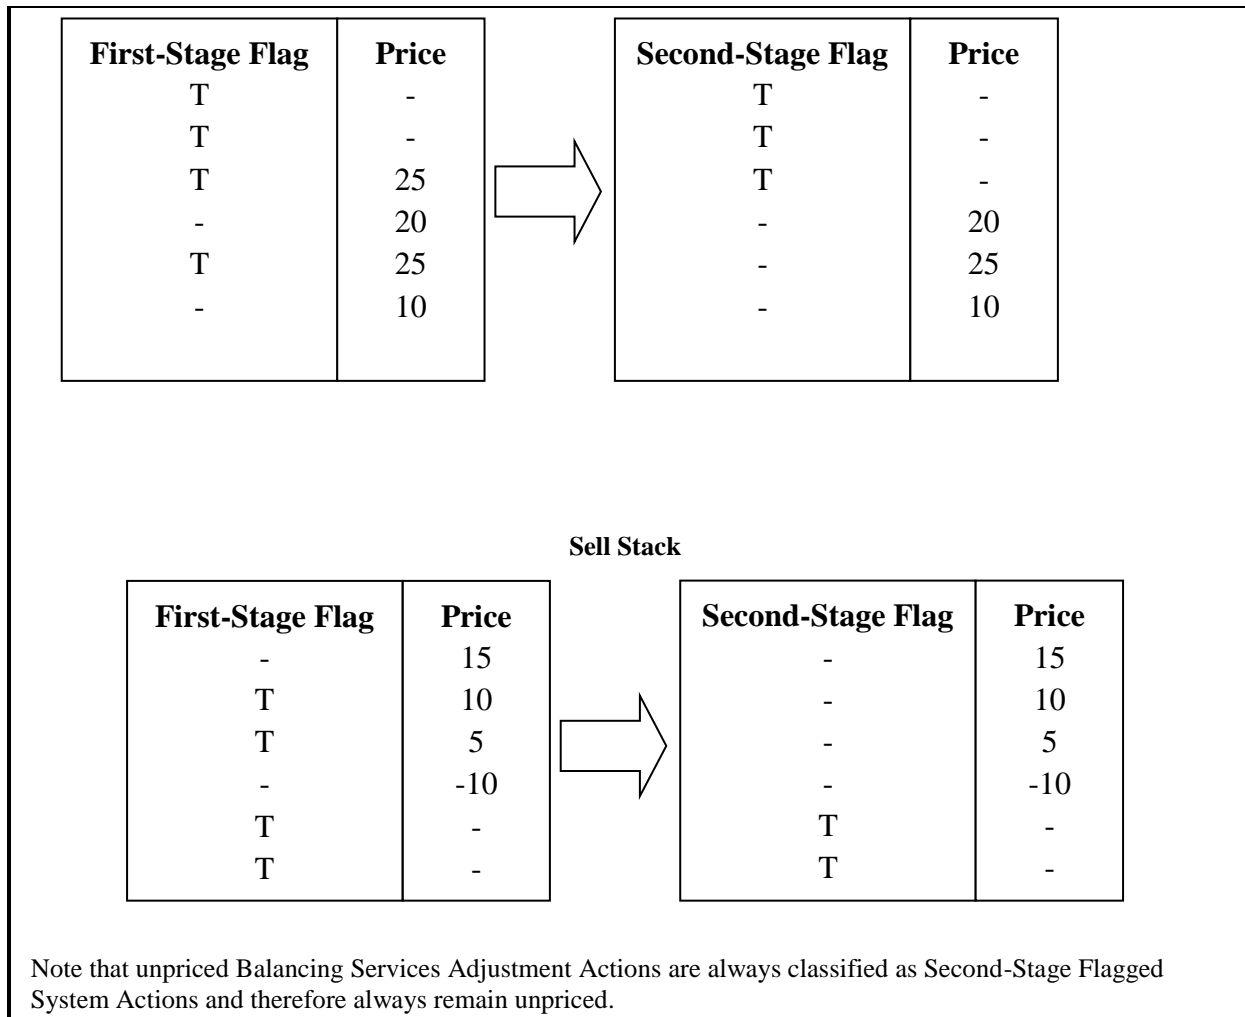 First-Stage Flag Price Second-Stage Flag Price
T - T -
T - T -
T 25 T -
- 20 - 20
T 25 - 25
- 10 - 10
Sell Stack
First-Stage Flag Price Second-Stage Flag Price
- 15 - 15
T 10 - 10
T 5 - 5
- -10 - -10
T - T -
T - T -
Note that unpriced Balancing Services Adjustment Actions are always classified as Second-Stage Flagged
System Actions and therefore always remain unpriced.